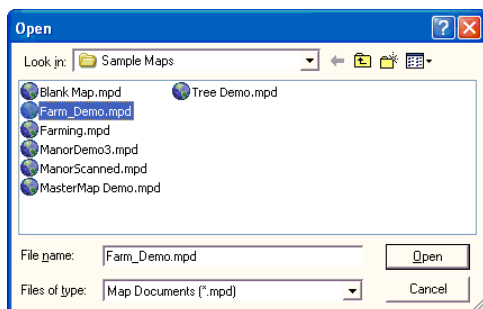 Open
Look in: Sample Maps
Blank Map.mpd Tree Demo.mpd
Farm_Demo.mpd
Farming.mpd
ManorDemo3.mpd
ManorScanned.mpd
MasterMap Demo.mpd
File name: Farm_Demo.mpd Open
Files of type: Map Documents (*.mpd) Cancel